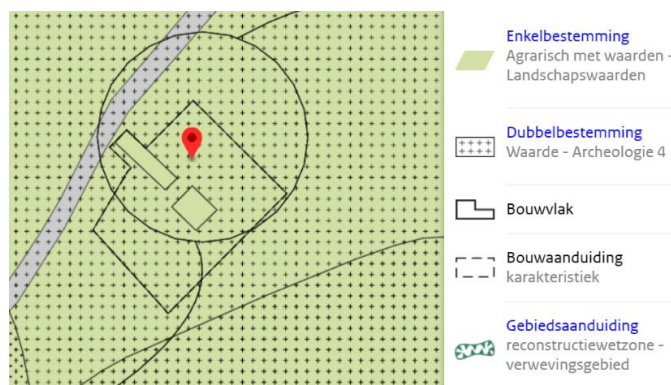 Enkelbestemming
Agrarisch met waarden -
Landschapswaarden
Dubbelbestemming
Waarde - Archeologie 4
Bouwvlak
Bouwaanduiding
karakteristiek
Gebiedsaanduiding
reconstructiewetzone -
verwevingsgebied